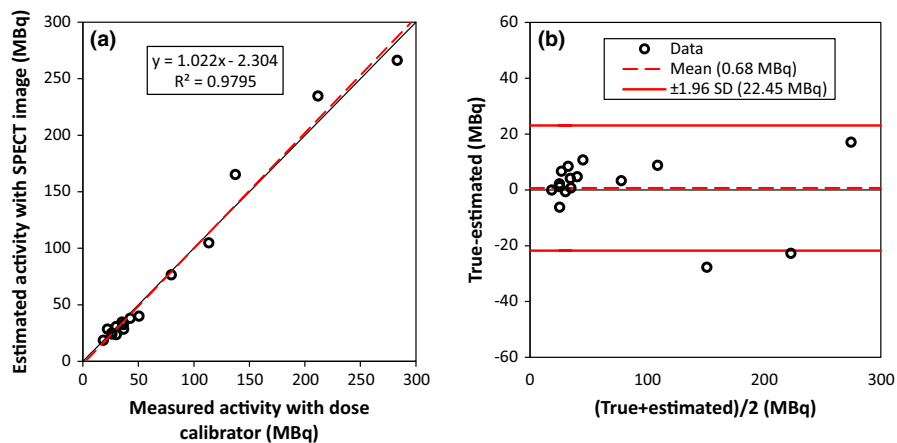 (a)
y = 1.022x - 2.304
R² = 0.9795
Estimated activity with SPECT image (MBq)
300
250
200
150
100
50
0
0 50 100 150 200 250 300
Measured activity with dose
calibrator (MBq)
(b)
Data
Mean (0.68 MBq)
±1.96 SD (22.45 MBq)
True-estimated (MBq)
60
40
20
0
-20
-40
-60
0 100 200 300
(True+estimated)/2 (MBq)